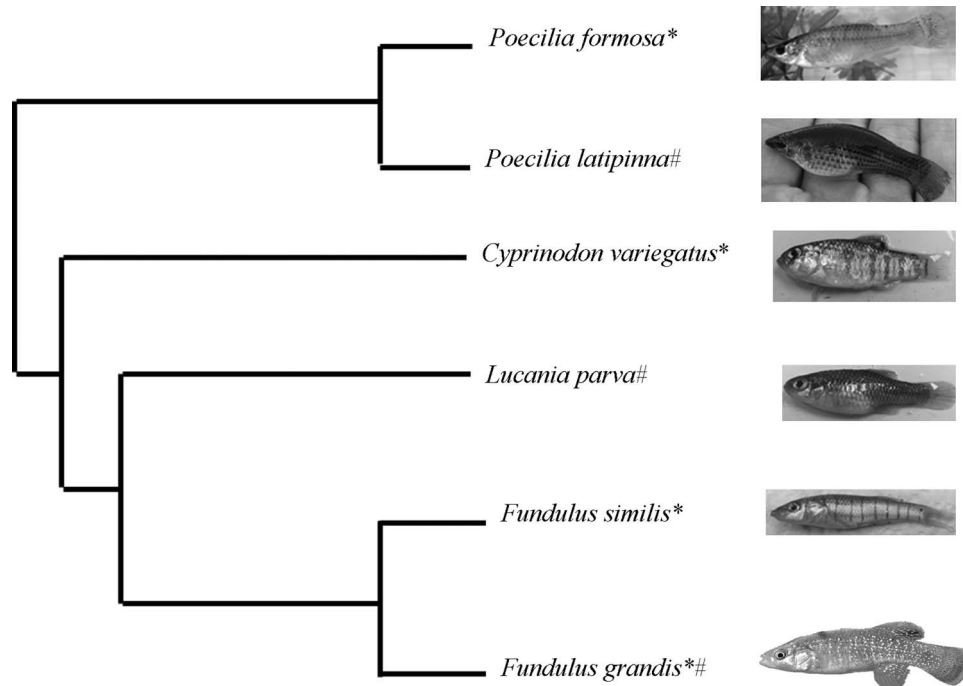 Poecilia formosa*
Poecilia latipinna#
Cyprinodon variegatus*
Lucania parva#
Fundulus similis*
Fundulus grandis*#